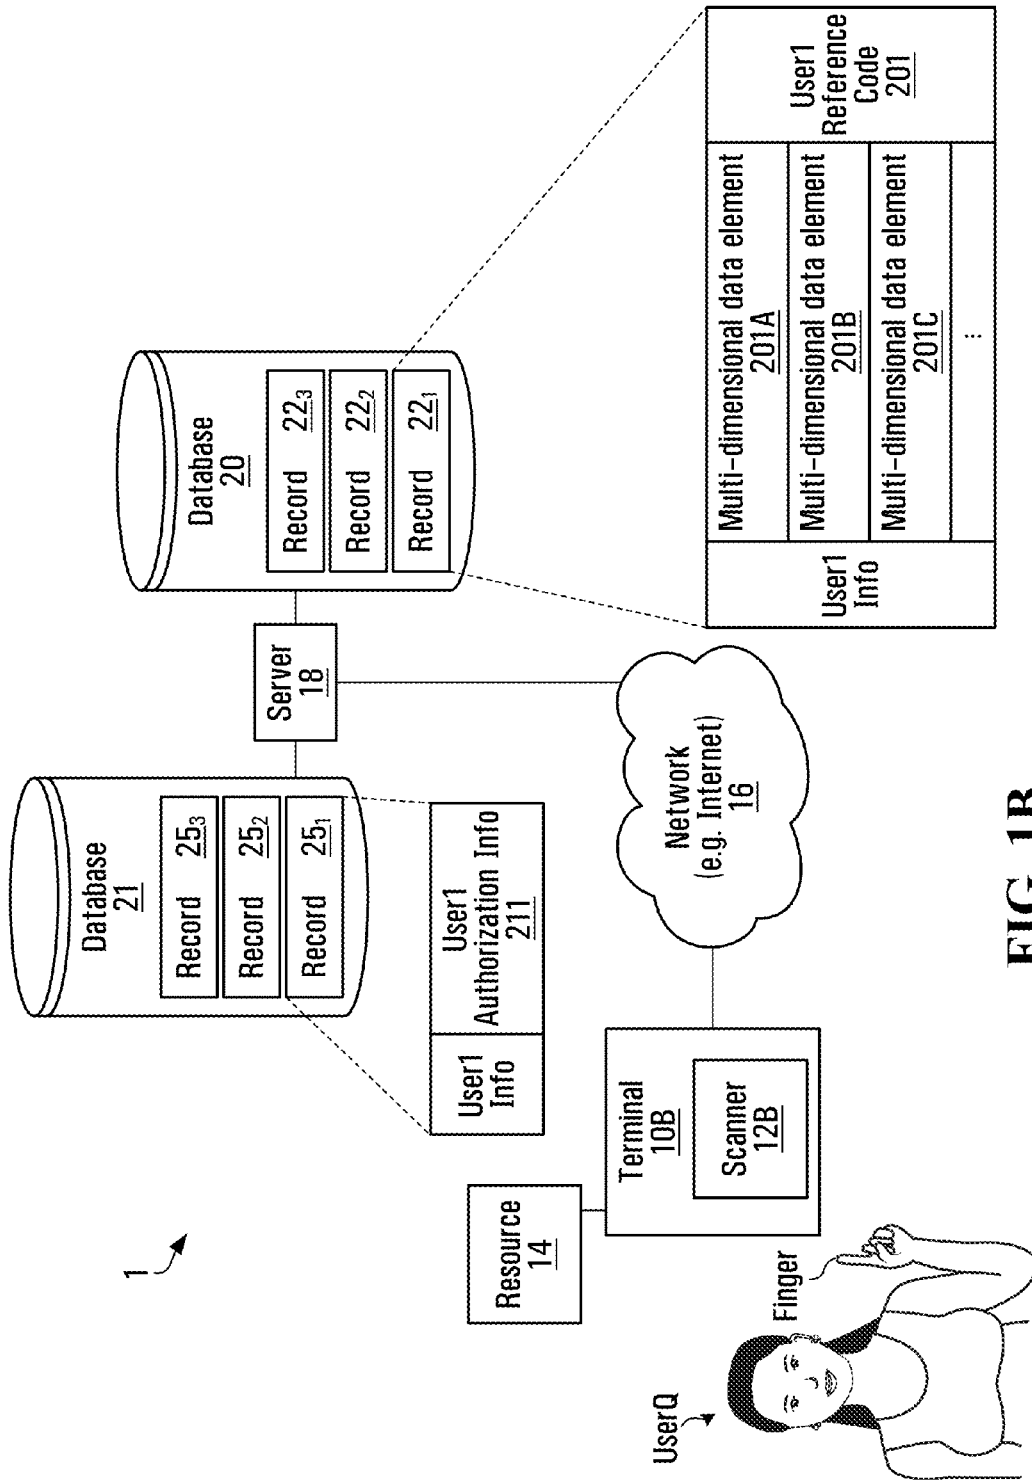 1
Database
21
Record 25₃
Record 25₂
Record 25₁
User1
Info
User1
Authorization Info
211
Server
18
Database
20
Record 22₃
Record 22₂
Record 22₁
User1
Info
Multi-dimensional data element
201A
Multi-dimensional data element
201B
Multi-dimensional data element
201C
...
User1
Reference
Code
201
Network
(e.g. Internet)
16
Resource
14
Terminal
10B
Scanner
12B
UserQ
Finger
FIG. 1B